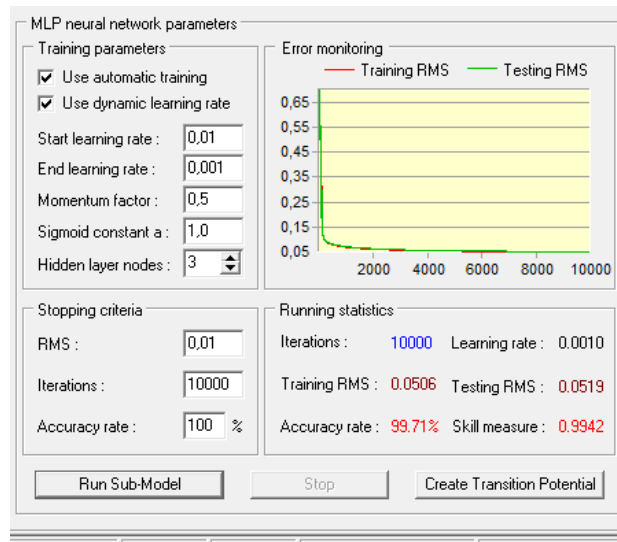 MLP neural network parameters
Training parameters
Use automatic training
Use dynamic learning rate
Start learning rate : 0,01
End learning rate : 0,001
Momentum factor : 0,5
Sigmoid constant a : 1,0
Hidden layer nodes : 3
Error monitoring
Training RMS Testing RMS
0,65
0,55
0,45
0,35
0,25
0,15
0,05
2000 4000 6000 8000 10000
Stopping criteria
RMS : 0,01
Iterations : 10000
Accuracy rate : 100 %
Running statistics
Iterations : 10000 Learning rate : 0.0010
Training RMS : 0.0506 Testing RMS : 0.0519
Accuracy rate : 99.71% Skill measure : 0.9942
Run Sub-Model Stop Create Transition Potential